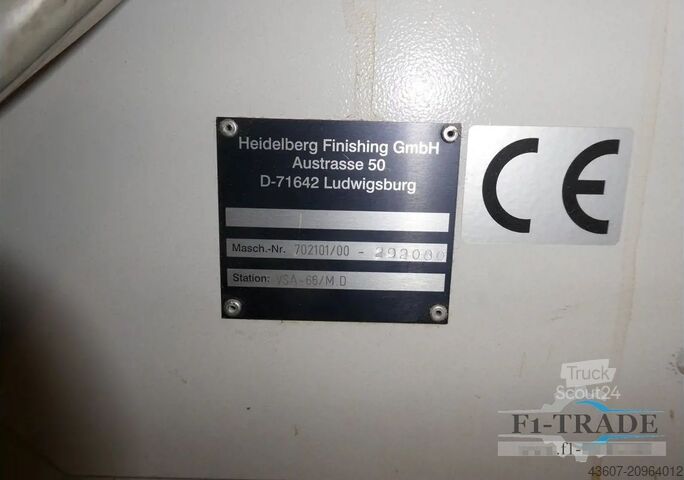 Heidelberg Finishing GmbH
Austrasse 50
D-71642 Ludwigsburg
Masch.-Nr. 702101/00 -
Station: VSA-66/M D
CE
Truck
Scout24
F1-TRADE
.f1-
43607-20964012